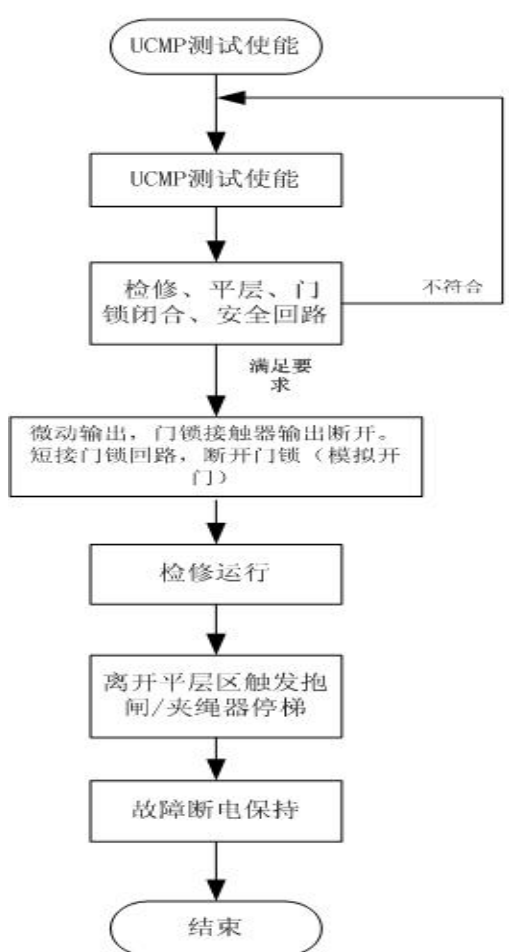 UCMP测试使能
UCMP测试使能
检修、平层、门
锁闭合、安全回路
不符合
满足要
求
微动输出，门锁接触器输出断开。
短接门锁回路，断开门锁（模拟开
门）
检修运行
离开平层区触发抱
闸/夹绳器停梯
故障断电保持
结束